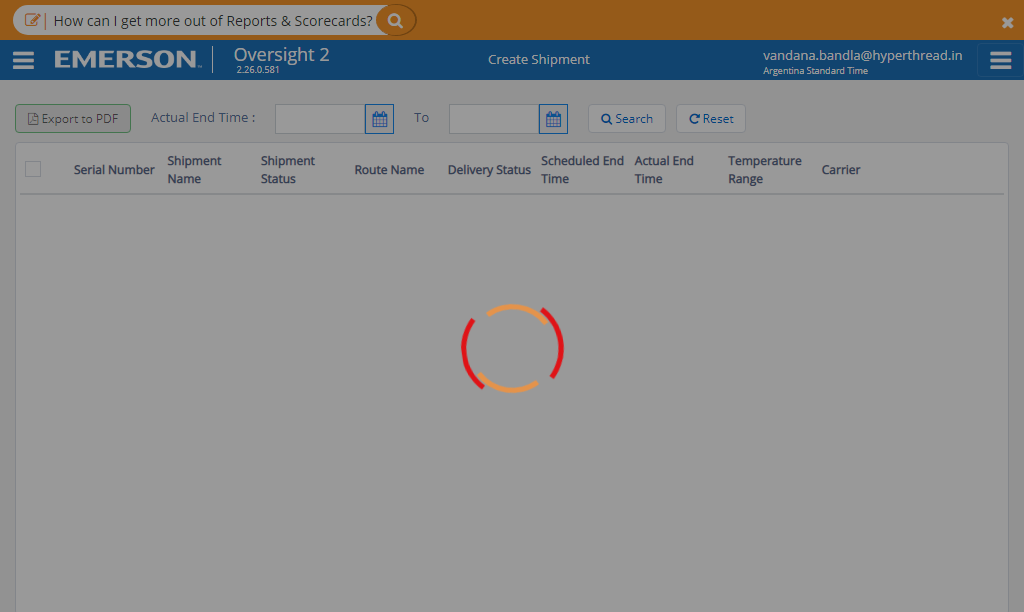 How can I get more out of Reports & Scorecards?
EMERSON™
Oversight 2
2.26.0.581
Create Shipment
vandana.bandla@hyperthread.in
Argentina Standard Time
Export to PDF
Actual End Time :
To
Search
Reset
Serial Number
Shipment
Name
Shipment
Status
Route Name
Delivery Status
Scheduled End
Time
Actual End
Time
Temperature
Range
Carrier